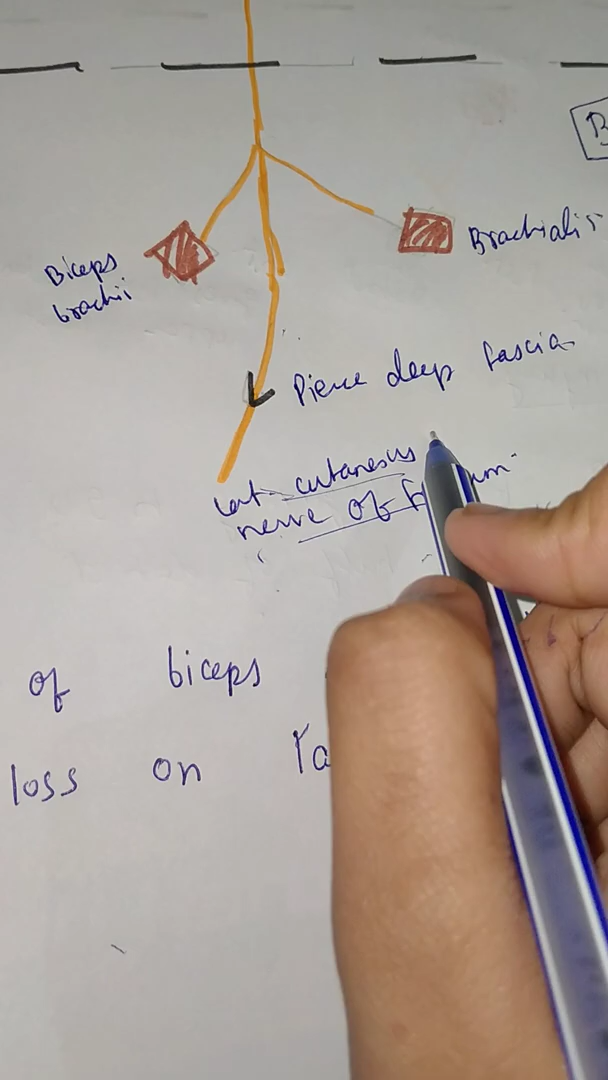 B
Brachialis
Biceps
brachii
Pierce deep fascia
Lat. cutaneous
nerve of
of biceps
loss on